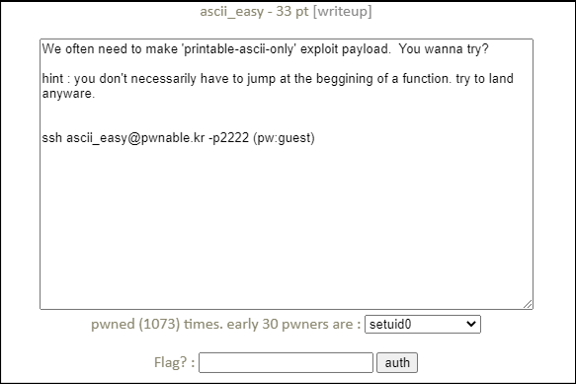 ascii_easy - 33 pt [writeup]
We often need to make 'printable-ascii-only' exploit payload.  You wanna try?
hint : you don't necessarily have to jump at the beggining of a function. try to land
anyware.
ssh ascii_easy@pwnable.kr -p2222 (pw:guest)
pwned (1073) times. early 30 pwners are : setuid0
Flag? : auth